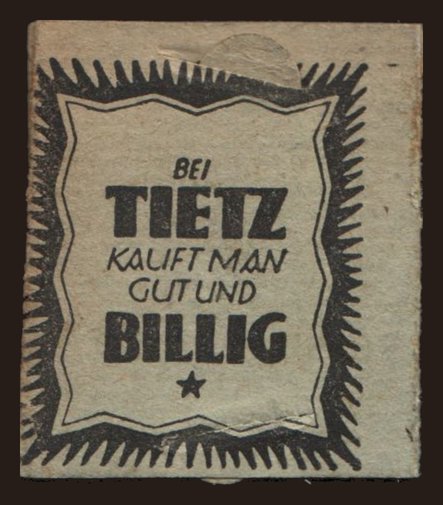 BEI
TIETZ
KAUFT MAN
GUT UND
BILLIG